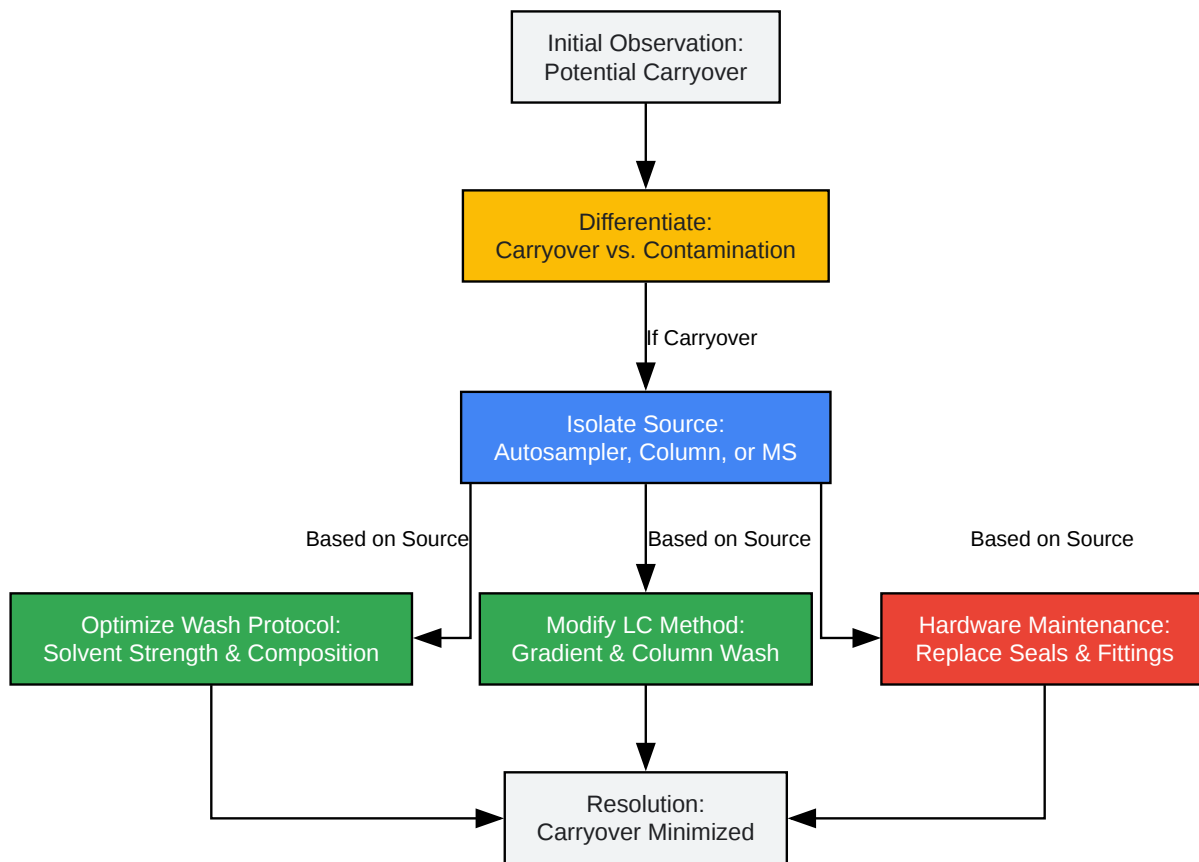 Initial Observation:
Potential Carryover
Differentiate:
Carryover vs. Contamination
If Carryover
Isolate Source:
Autosampler, Column, or MS
Based on Source
Based on Source
Based on Source
Optimize Wash Protocol:
Solvent Strength & Composition
Modify LC Method:
Gradient & Column Wash
Hardware Maintenance:
Replace Seals & Fittings
Resolution:
Carryover Minimized